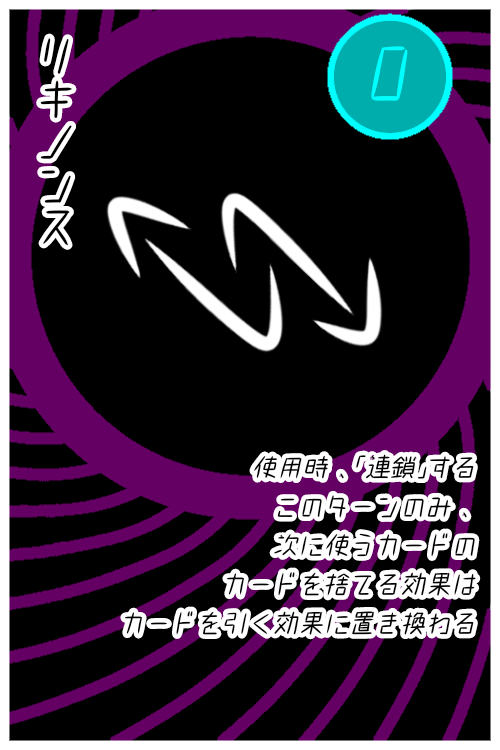 リキノンス
0
使用時、「連鎖」する
このターンのみ、
次に使うカードの
カードを捨てる効果は
カードを引く効果に置き換わる